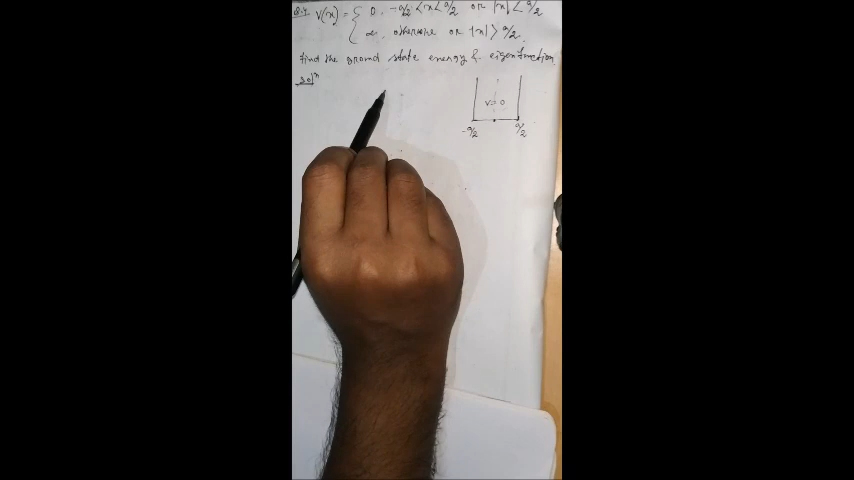 Q.4 V(x) = { 0, -a/2 < x < a/2 or |x| < a/2
∞, otherwise or |x| > a/2.
Find the ground state energy & eigenfunction
Solⁿ
V=0
-a/2 a/2